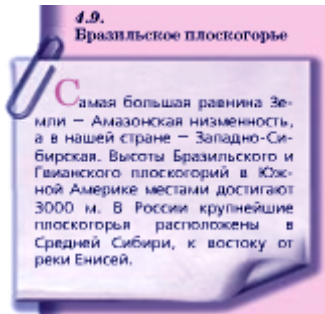 4.9.
Бразильское плоскогорье
Самая большая равнина Зе-
мли — Амазонская низменность,
а в нашей стране — Западно-Си-
бирская. Высоты Бразильского и
Гвианского плоскогорий в Юж-
ной Америке местами достигают
3000 м. В России крупнейшие
плоскогорья расположены в
Средней Сибири, к востоку от
реки Енисей.